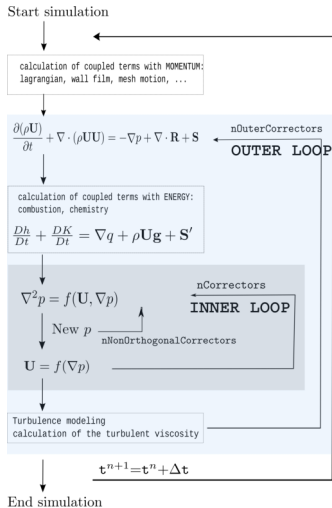 Start simulation
calculation of coupled terms with MOMENTUM:
lagrangian, wall film, mesh motion, ...
∂(ρU)/∂t + ∇ · (ρUU) = −∇p + ∇ · R + S
nOuterCorrectors
OUTER LOOP
calculation of coupled terms with ENERGY:
combustion, chemistry
Dh/Dt + DK/Dt = ∇q + ρUg + S′
nCorrectors
INNER LOOP
∇²p = f(U, ∇p)
New p
nNonOrthogonalCorrectors
U = f(∇p)
Turbulence modeling
calculation of the turbulent viscosity
tⁿ⁺¹=tⁿ+Δt
End simulation